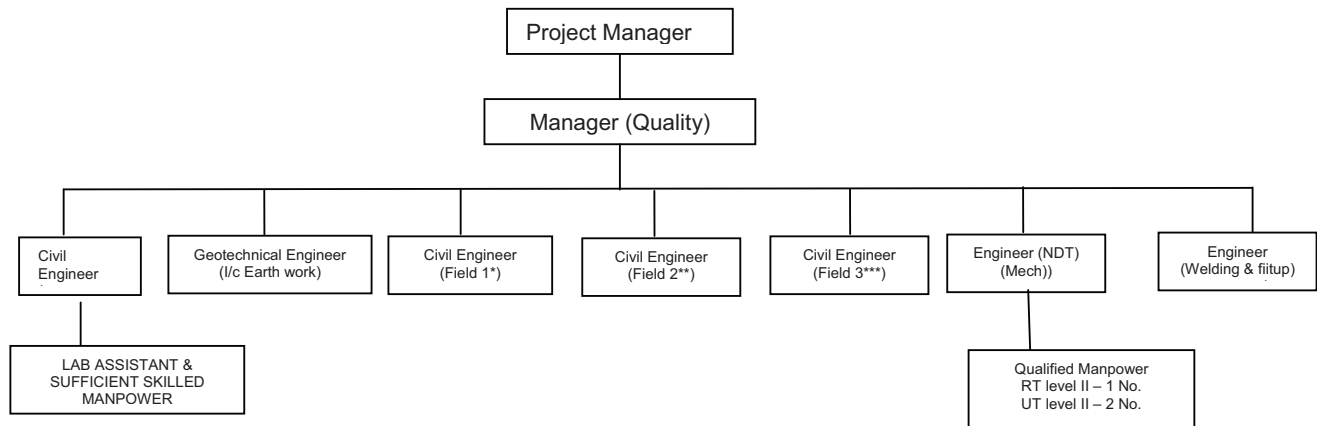 Project Manager
Manager (Quality)
Civil
Engineer
Geotechnical Engineer
(I/c Earth work)
Civil Engineer
(Field 1*)
Civil Engineer
(Field 2**)
Civil Engineer
(Field 3***)
Engineer (NDT)
(Mech))
Engineer
(Welding & fiitup)
LAB ASSISTANT &
SUFFICIENT SKILLED
MANPOWER
Qualified Manpower
RT level II – 1 No.
UT level II – 2 No.